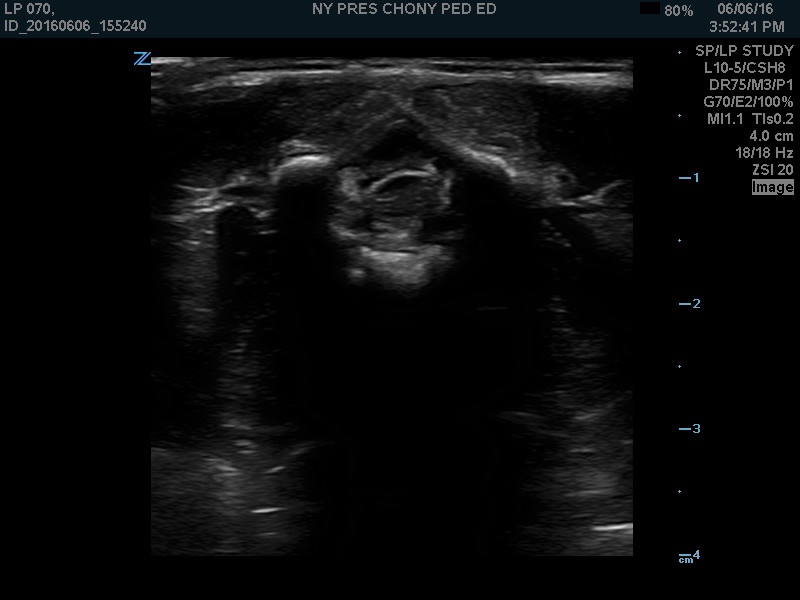 LP 070,
ID_20160606_155240
NY PRES CHONY PED ED
80%
06/06/16
3:52:41 PM
SP/LP STUDY
L10-5/CSH8
DR75/M3/P1
G70/E2/100%
MI1.1 TIs0.2
4.0 cm
18/18 Hz
ZSI 20
Image
Z
1
2
3
4
cm